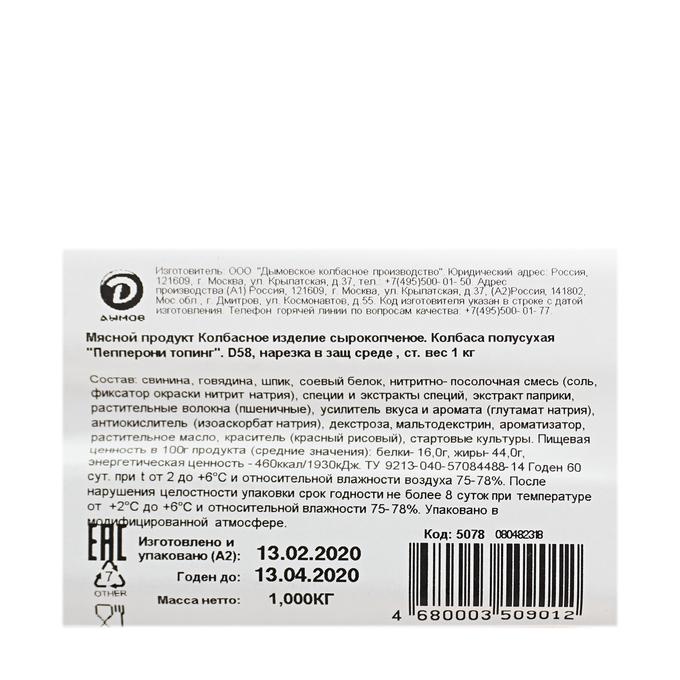 Изготовитель: ООО "Дымовское колбасное производство" Юридический адрес: Россия,
121609, г. Москва, ул. Крылатская, д.37, тел.: +7(495)500-01-50. Адрес
производства (А1) Россия, 121609, г. Москва, ул. Крылатская, д.37, (А2)Россия, 141802,
Мос.обл., г. Дмитров, ул. Космонавтов, д.55. Код изготовителя указан в строке с датой
изготовления. Телефон горячей линии по вопросам качества: +7(495)500-01-77.
ДЫМОВ
Мясной продукт Колбасное изделие сырокопченое. Колбаса полусухая
"Пепперони топинг". D58, нарезка в защ среде , ст. вес 1 кг
Состав: свинина, говядина, шпик, соевый белок, нитритно-посолочная смесь (соль,
фиксатор окраски нитрит натрия), специи и экстракты специй, экстракт паприки,
растительные волокна (пшеничные), усилитель вкуса и аромата (глутамат натрия),
антиокислитель (изоаскорбат натрия), декстроза, мальтодекстрин, ароматизатор,
растительное масло, краситель (красный рисовый), стартовые культуры. Пищевая
ценность в 100г продукта (средние значения): белки- 16,0г, жиры- 44,0г,
энергетическая ценность - 460ккал/1930кДж. ТУ 9213-040-57084488-14 Годен 60
сут. при t от 2 до +6°С и относительной влажности воздуха 75-78%. После
нарушения целостности упаковки срок годности не более 8 суток при температуре
от +2°С до +6°С и относительной влажности 75-78%. Упаковано в
модифицированной атмосфере.
ЕАС
Изготовлено и
упаковано (А2): 13.02.2020
Годен до: 13.04.2020
Масса нетто: 1,000КГ
7
OTHER
Код: 5078 080482318
4 680003 509012